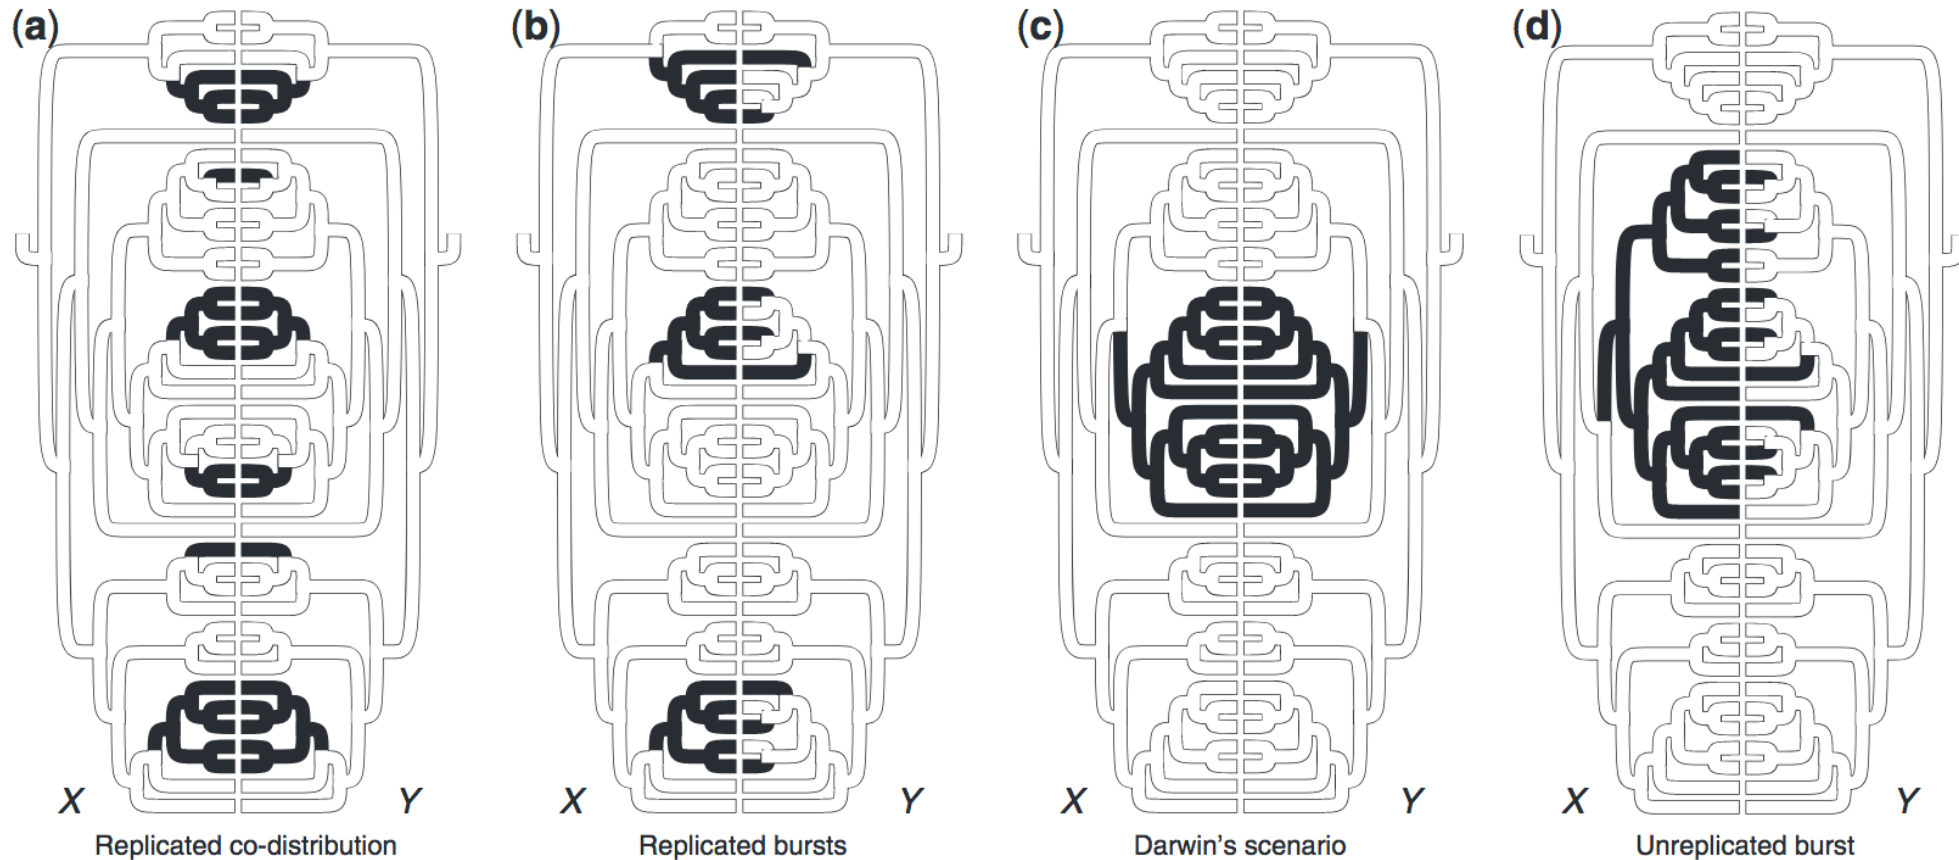 (a) (b) (c) (d)
X Y X Y X Y X Y
Replicated co-distribution Replicated bursts Darwin's scenario Unreplicated burst